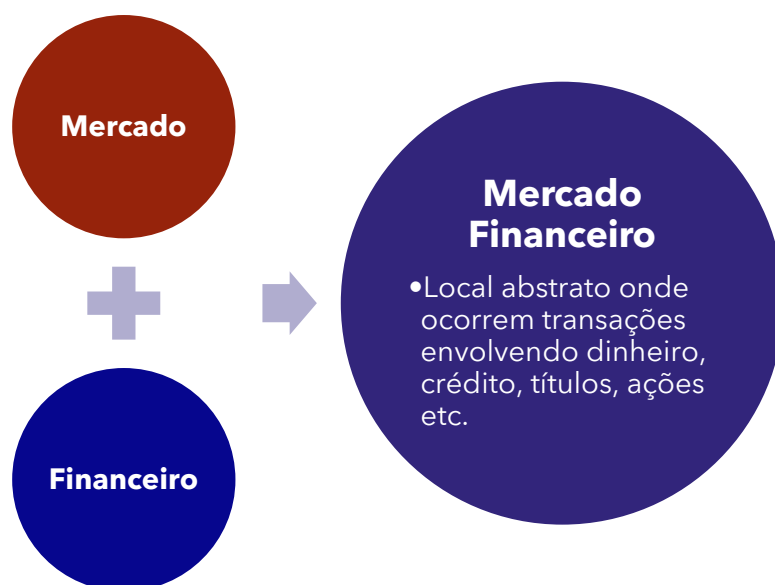 Mercado
Financeiro
Mercado
Financeiro
•Local abstrato onde
ocorrem transações
envolvendo dinheiro,
crédito, títulos, ações
etc.